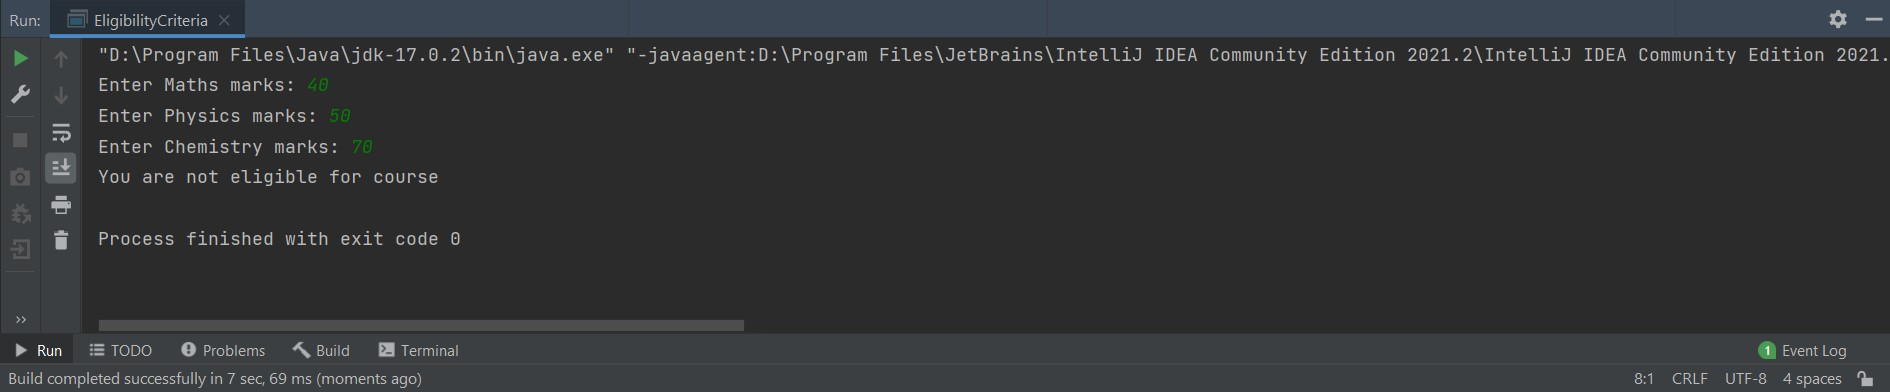 Run: EligibilityCriteria
"D:\Program Files\Java\jdk-17.0.2\bin\java.exe" "-javaagent:D:\Program Files\JetBrains\IntelliJ IDEA Community Edition 2021.2\IntelliJ IDEA Community Edition 2021.
Enter Maths marks: 40
Enter Physics marks: 50
Enter Chemistry marks: 70
You are not eligible for course
Process finished with exit code 0
Run TODO Problems Build Terminal 1 Event Log
Build completed successfully in 7 sec, 69 ms (moments ago) 8:1 CRLF UTF-8 4 spaces